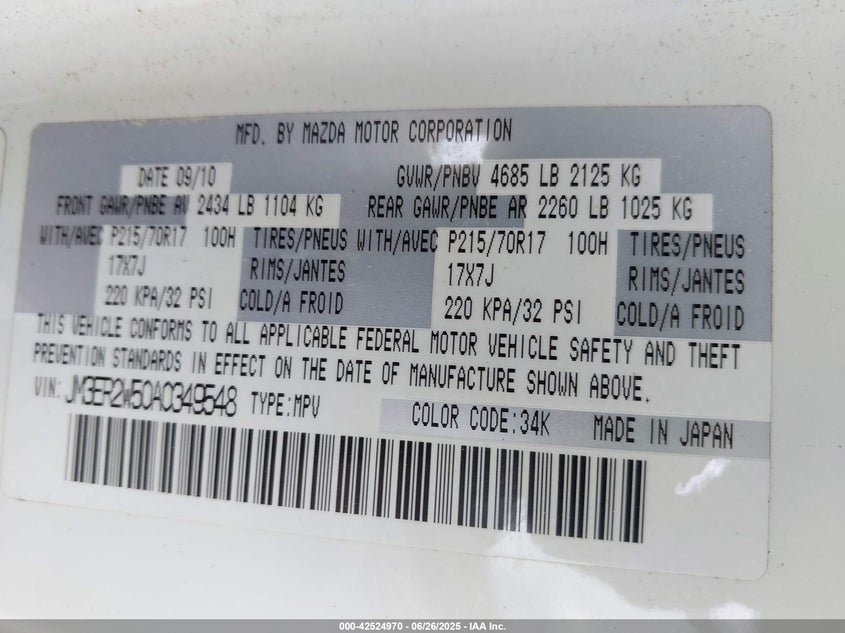 MFD. BY MAZDA MOTOR CORPORATION
DATE 09/10 GVWR/PNBV 4685 LB 2125 KG
FRONT GAWR/PNBE AV 2434 LB 1104 KG REAR GAWR/PNBE AR 2260 LB 1025 KG
WITH/AVEC P215/70R17 100H TIRES/PNEUS WITH/AVEC P215/70R17 100H TIRES/PNEUS
17X7J RIMS/JANTES 17X7J RIMS/JANTES
220 KPA/32 PSI COLD/A FROID 220 KPA/32 PSI COLD/A FROID
THIS VEHICLE CONFORMS TO ALL APPLICABLE FEDERAL MOTOR VEHICLE SAFETY AND THEFT
PREVENTION STANDARDS IN EFFECT ON THE DATE OF MANUFACTURE SHOWN ABOVE.
VIN: JM3ER2W50A0349548 TYPE:MPV COLOR CODE:34K MADE IN JAPAN
000-42524970 - 06/26/2025 - IAA Inc.